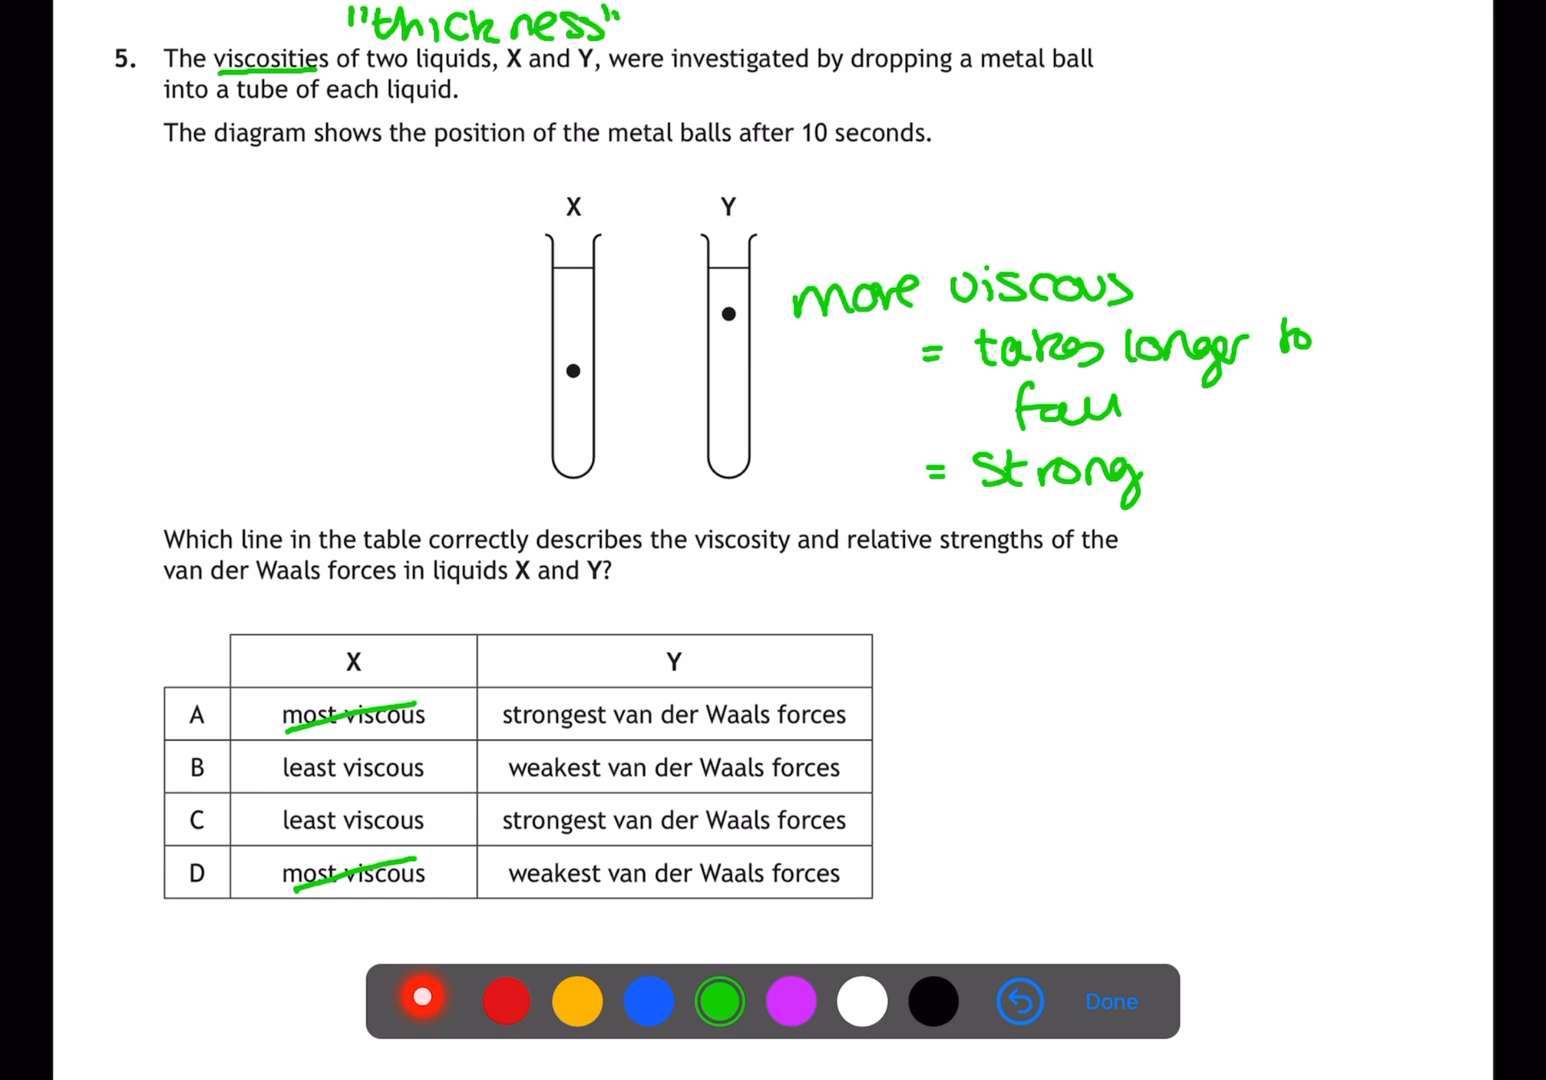 "thickness"
5. The viscosities of two liquids, X and Y, were investigated by dropping a metal ball
into a tube of each liquid.
The diagram shows the position of the metal balls after 10 seconds.
X Y
more viscous
= takes longer to
fall
= strong
Which line in the table correctly describes the viscosity and relative strengths of the
van der Waals forces in liquids X and Y?
X Y
A most viscous strongest van der Waals forces
B least viscous weakest van der Waals forces
C least viscous strongest van der Waals forces
D most viscous weakest van der Waals forces
Done